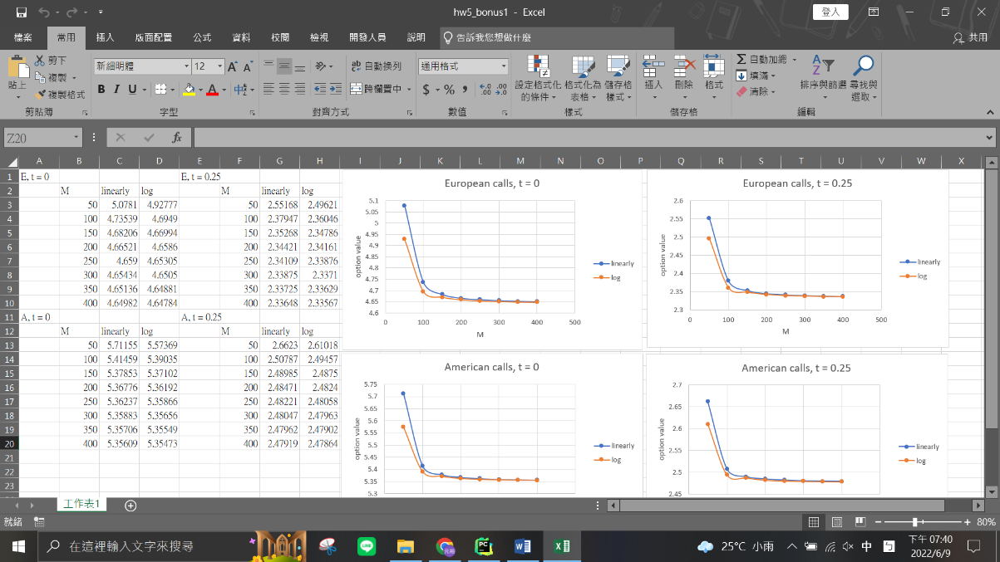 hw5_bonus1 - Excel
登入
檔案 常用 插入 版面配置 公式 資料 校閱 檢視 開發人員 說明 告訴我您想做什麼 共用
貼上 剪下 複製 複製格式 剪貼簿
新細明體 12 A A B I U A 中 字型
ab 自動換列 跨欄置中 對齊方式
通用格式 $ % , .00 .0 數值
設定格式化的條件 格式化為表格 儲存格樣式 樣式
插入 刪除 格式 儲存格
Σ 自動加總 填滿 清除 排序與篩選 尋找與選取 編輯
Z20 fx
A B C D E F G H I J K L M N O P Q R S T U V W X
1 E, t = 0 E, t = 0.25
2 M linearly log M linearly log
3 50 5.0781 4.92777 50 2.55168 2.49621
4 100 4.73539 4.6949 100 2.37947 2.36046
5 150 4.68206 4.66994 150 2.35268 2.34786
6 200 4.66521 4.6586 200 2.34421 2.34161
7 250 4.659 4.65305 250 2.34109 2.33876
8 300 4.65434 4.6505 300 2.33875 2.3371
9 350 4.65136 4.64881 350 2.33725 2.33629
10 400 4.64982 4.64784 400 2.33648 2.33567
11 A, t = 0 A, t = 0.25
12 M linearly log M linearly log
13 50 5.71155 5.57369 50 2.6623 2.61018
14 100 5.41459 5.39035 100 2.50787 2.49457
15 150 5.37853 5.37102 150 2.48985 2.4875
16 200 5.36776 5.36192 200 2.48471 2.4824
17 250 5.36237 5.35866 250 2.48221 2.48058
18 300 5.35883 5.35656 300 2.48047 2.47963
19 350 5.35706 5.35549 350 2.47962 2.47902
20 400 5.35609 5.35473 400 2.47919 2.47864
21
22
23
European calls, t = 0
option value
5.1
5.05
5
4.95
4.9
4.85
4.8
4.75
4.7
4.65
4.6
0 100 200 300 400 500
M
linearly
log
European calls, t = 0.25
option value
2.6
2.55
2.5
2.45
2.4
2.35
2.3
0 100 200 300 400 500
M
linearly
log
American calls, t = 0
option value
5.75
5.7
5.65
5.6
5.55
5.5
5.45
5.4
5.35
5.3
linearly
log
American calls, t = 0.25
option value
2.7
2.65
2.6
2.55
2.5
2.45
linearly
log
工作表1
就緒 80%
在這裡輸入文字來搜尋 LINE PC W X 25°C 小雨 中 下午 07:40
2022/6/9